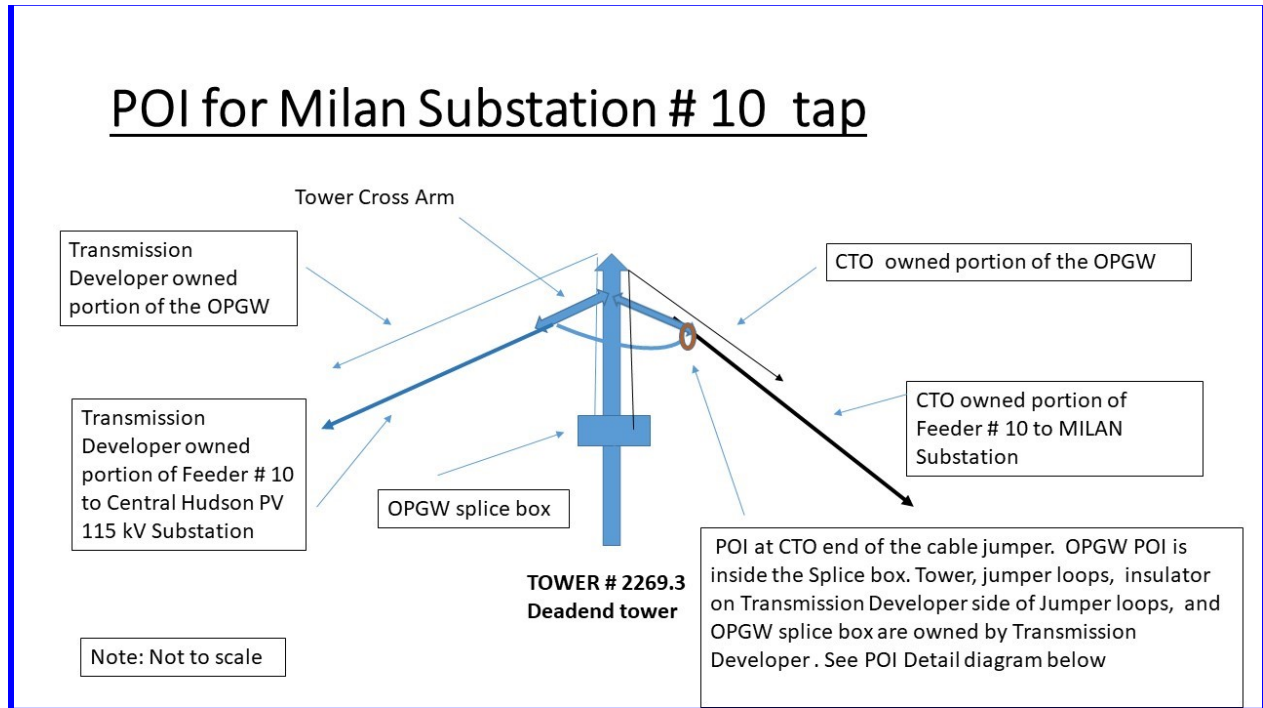 POI for Milan Substation # 10 tap
Tower Cross Arm
Transmission
Developer owned
portion of the OPGW
CTO owned portion of the OPGW
Transmission
Developer owned
portion of Feeder # 10
to Central Hudson PV
115 kV Substation
CTO owned portion of
Feeder # 10 to MILAN
Substation
OPGW splice box
POI at CTO end of the cable jumper. OPGW POI is
inside the Splice box. Tower, jumper loops, insulator
on Transmission Developer side of Jumper loops, and
OPGW splice box are owned by Transmission
Developer . See POI Detail diagram below
TOWER # 2269.3
Deadend tower
Note: Not to scale